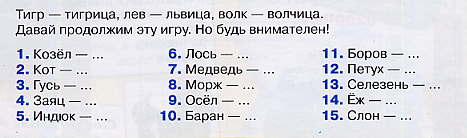 Тигр — тигрица, лев — львица, волк — волчица.
Давай продолжим эту игру. Но будь внимателен!
1. Козёл — ...
2. Кот — ...
3. Гусь — ...
4. Заяц — ...
5. Индюк — ...
6. Лось — ...
7. Медведь — ...
8. Морж — ...
9. Осёл — ...
10. Баран — ...
11. Боров — ...
12. Петух — ...
13. Селезень — ...
14. Ёж — ...
15. Слон — ...